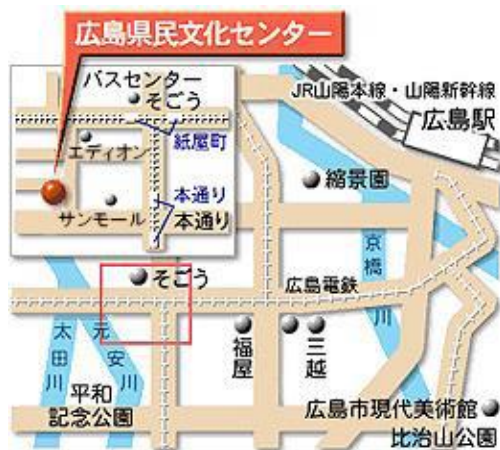 広島県民文化センター
バスセンター
そごう
紙屋町
エディオン
本通り
本通り
サンモール
JR山陽本線・山陽新幹線
広島駅
縮景園
京橋川
そごう
広島電鉄
太田川
元安川
福屋
三越
平和
記念公園
広島市現代美術館
比治山公園